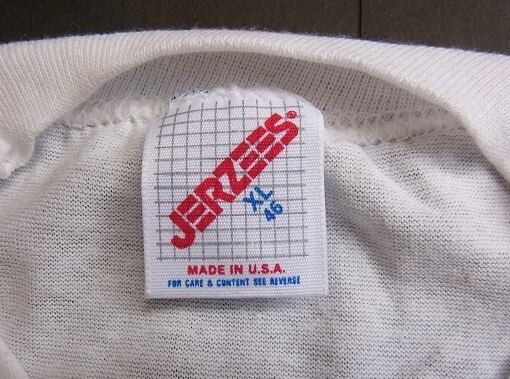 JERZEES®
XL
46
MADE IN U.S.A.
FOR CARE & CONTENT SEE REVERSE